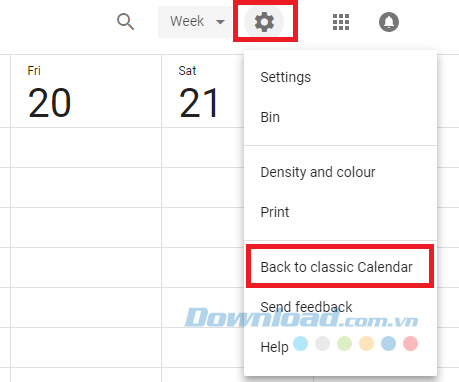 Week
Fri
20
Sat
21
Settings
Bin
Density and colour
Print
Back to classic Calendar
Send feedback
Download.com.vn
Help